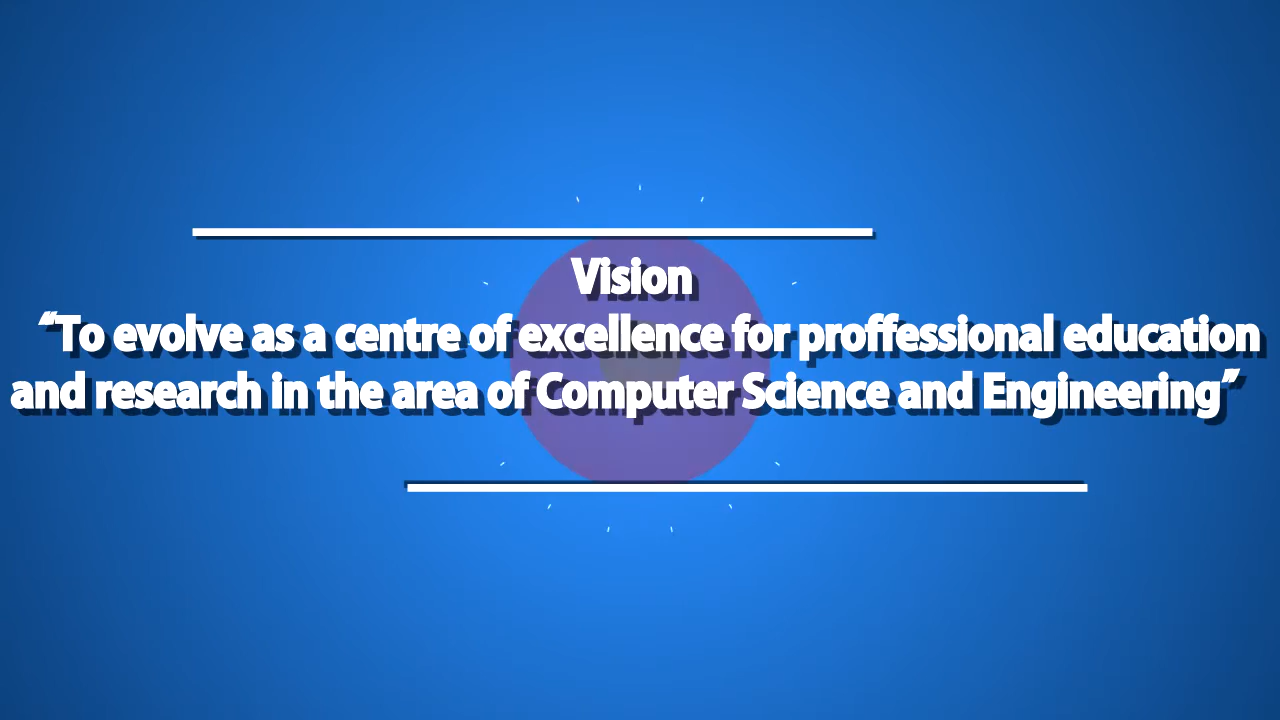 Vision
“To evolve as a centre of excellence for proffessional education
and research in the area of Computer Science and Engineering”